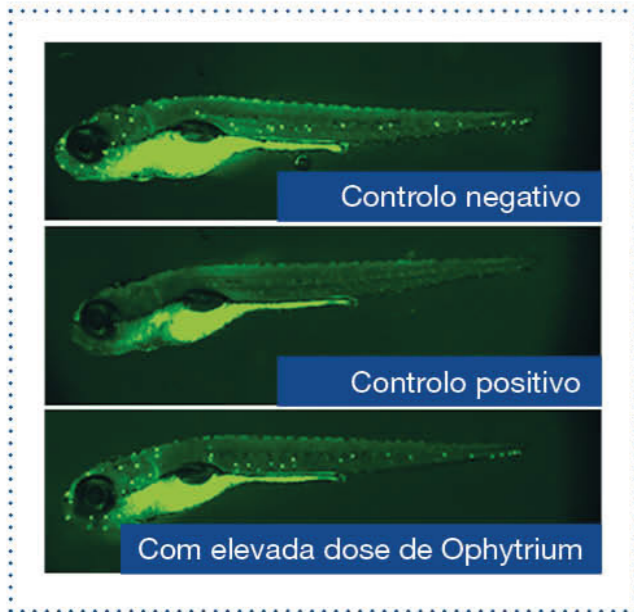 Controlo negativo
Controlo positivo
Com elevada dose de Ophytrium